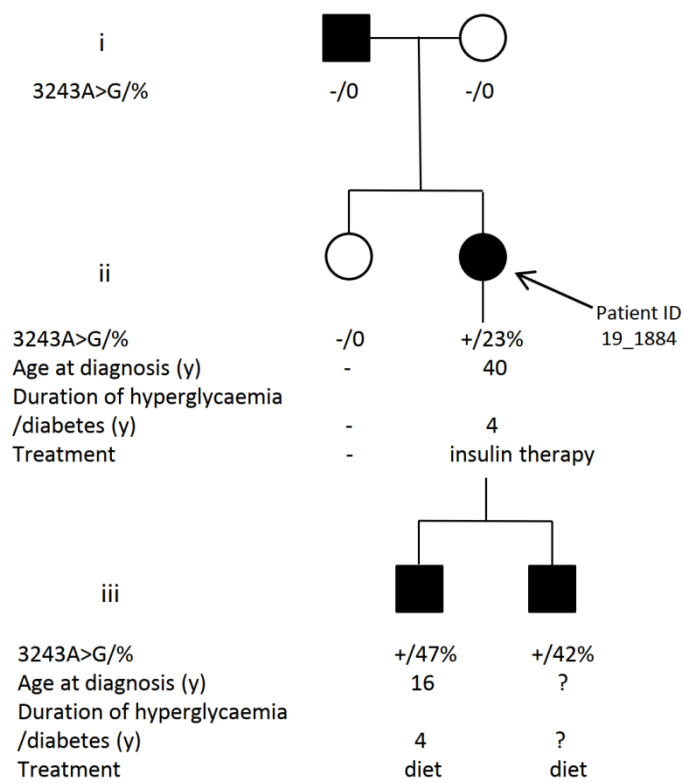 i
3243A>G/% -/0 -/0
ii
Patient ID
19_1884
3243A>G/% -/0 +/23%
Age at diagnosis (y) - 40
Duration of hyperglycaemia
/diabetes (y) - 4
Treatment - insulin therapy
iii
3243A>G/% +/47% +/42%
Age at diagnosis (y) 16 ?
Duration of hyperglycaemia
/diabetes (y) 4 ?
Treatment diet diet